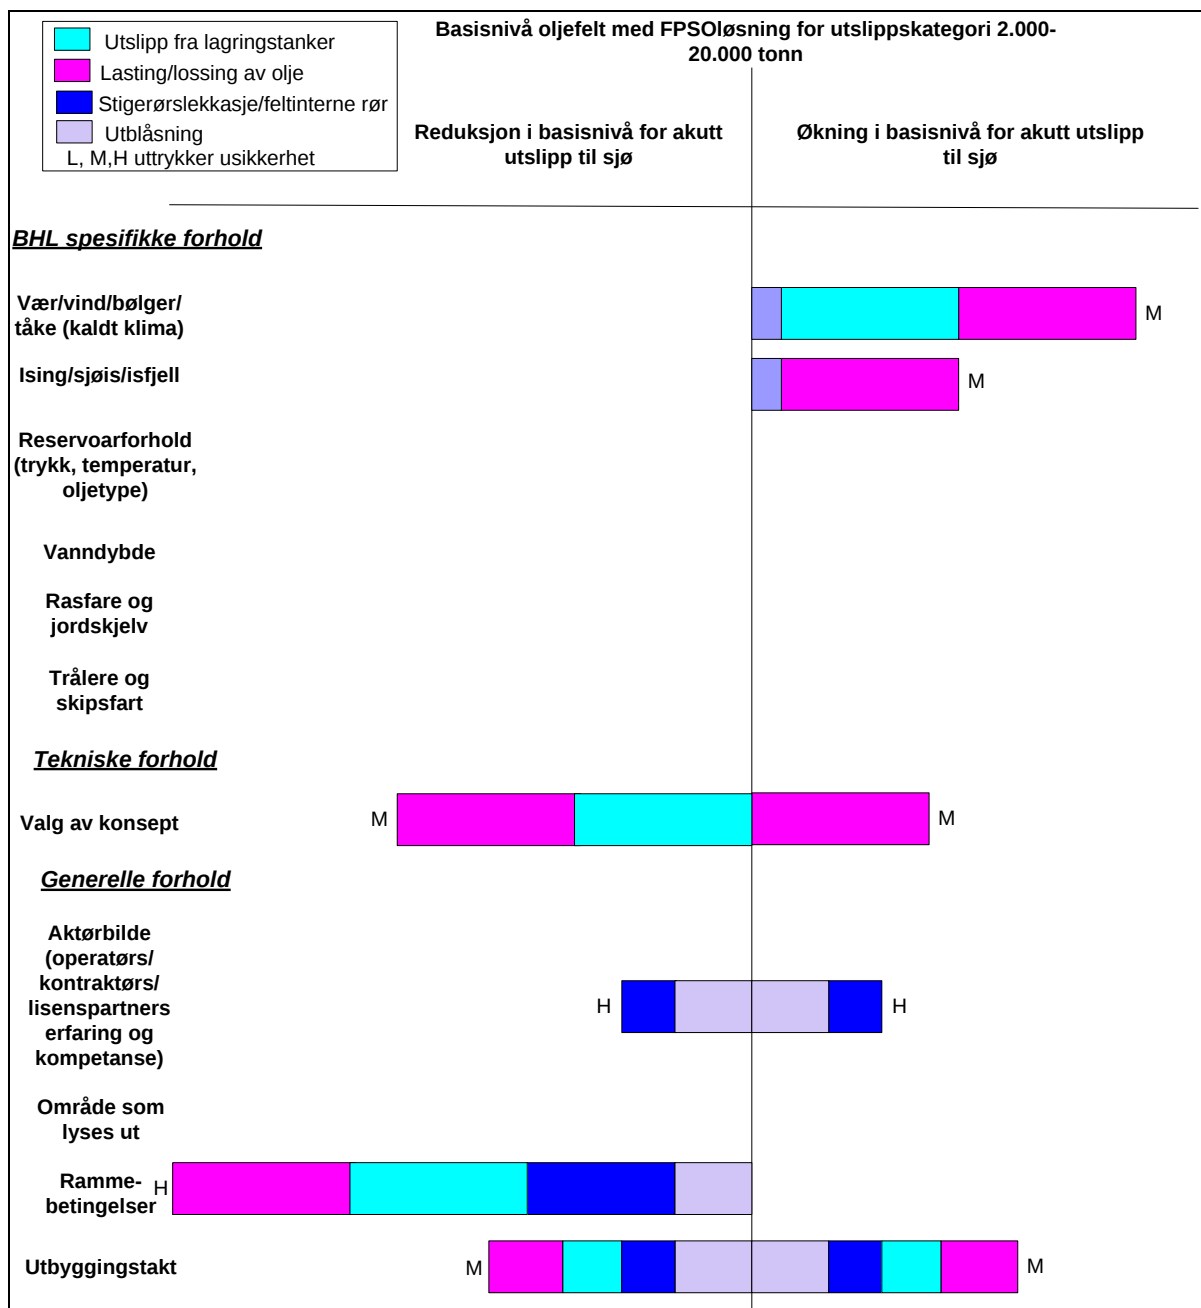 Utslipp fra lagringstanker
Lasting/lossing av olje
Stigerørslekkasje/feltinterne rør
Utblåsning
L, M,H uttrykker usikkerhet
Basisnivå oljefelt med FPSOløsning for utslippskategori 2.000-
20.000 tonn
Reduksjon i basisnivå for akutt
utslipp til sjø
Økning i basisnivå for akutt utslipp
til sjø
BHL spesifikke forhold
Vær/vind/bølger/
tåke (kaldt klima)
M
Ising/sjøis/isfjell
M
Reservoarforhold
(trykk, temperatur,
oljetype)
Vanndybde
Rasfare og
jordskjelv
Trålere og
skipsfart
Tekniske forhold
Valg av konsept
M
M
Generelle forhold
Aktørbilde
(operatørs/
kontraktørs/
lisenspartners
erfaring og
kompetanse)
H
H
Område som
lyses ut
Ramme-
betingelser
H
Utbyggingstakt
M
M